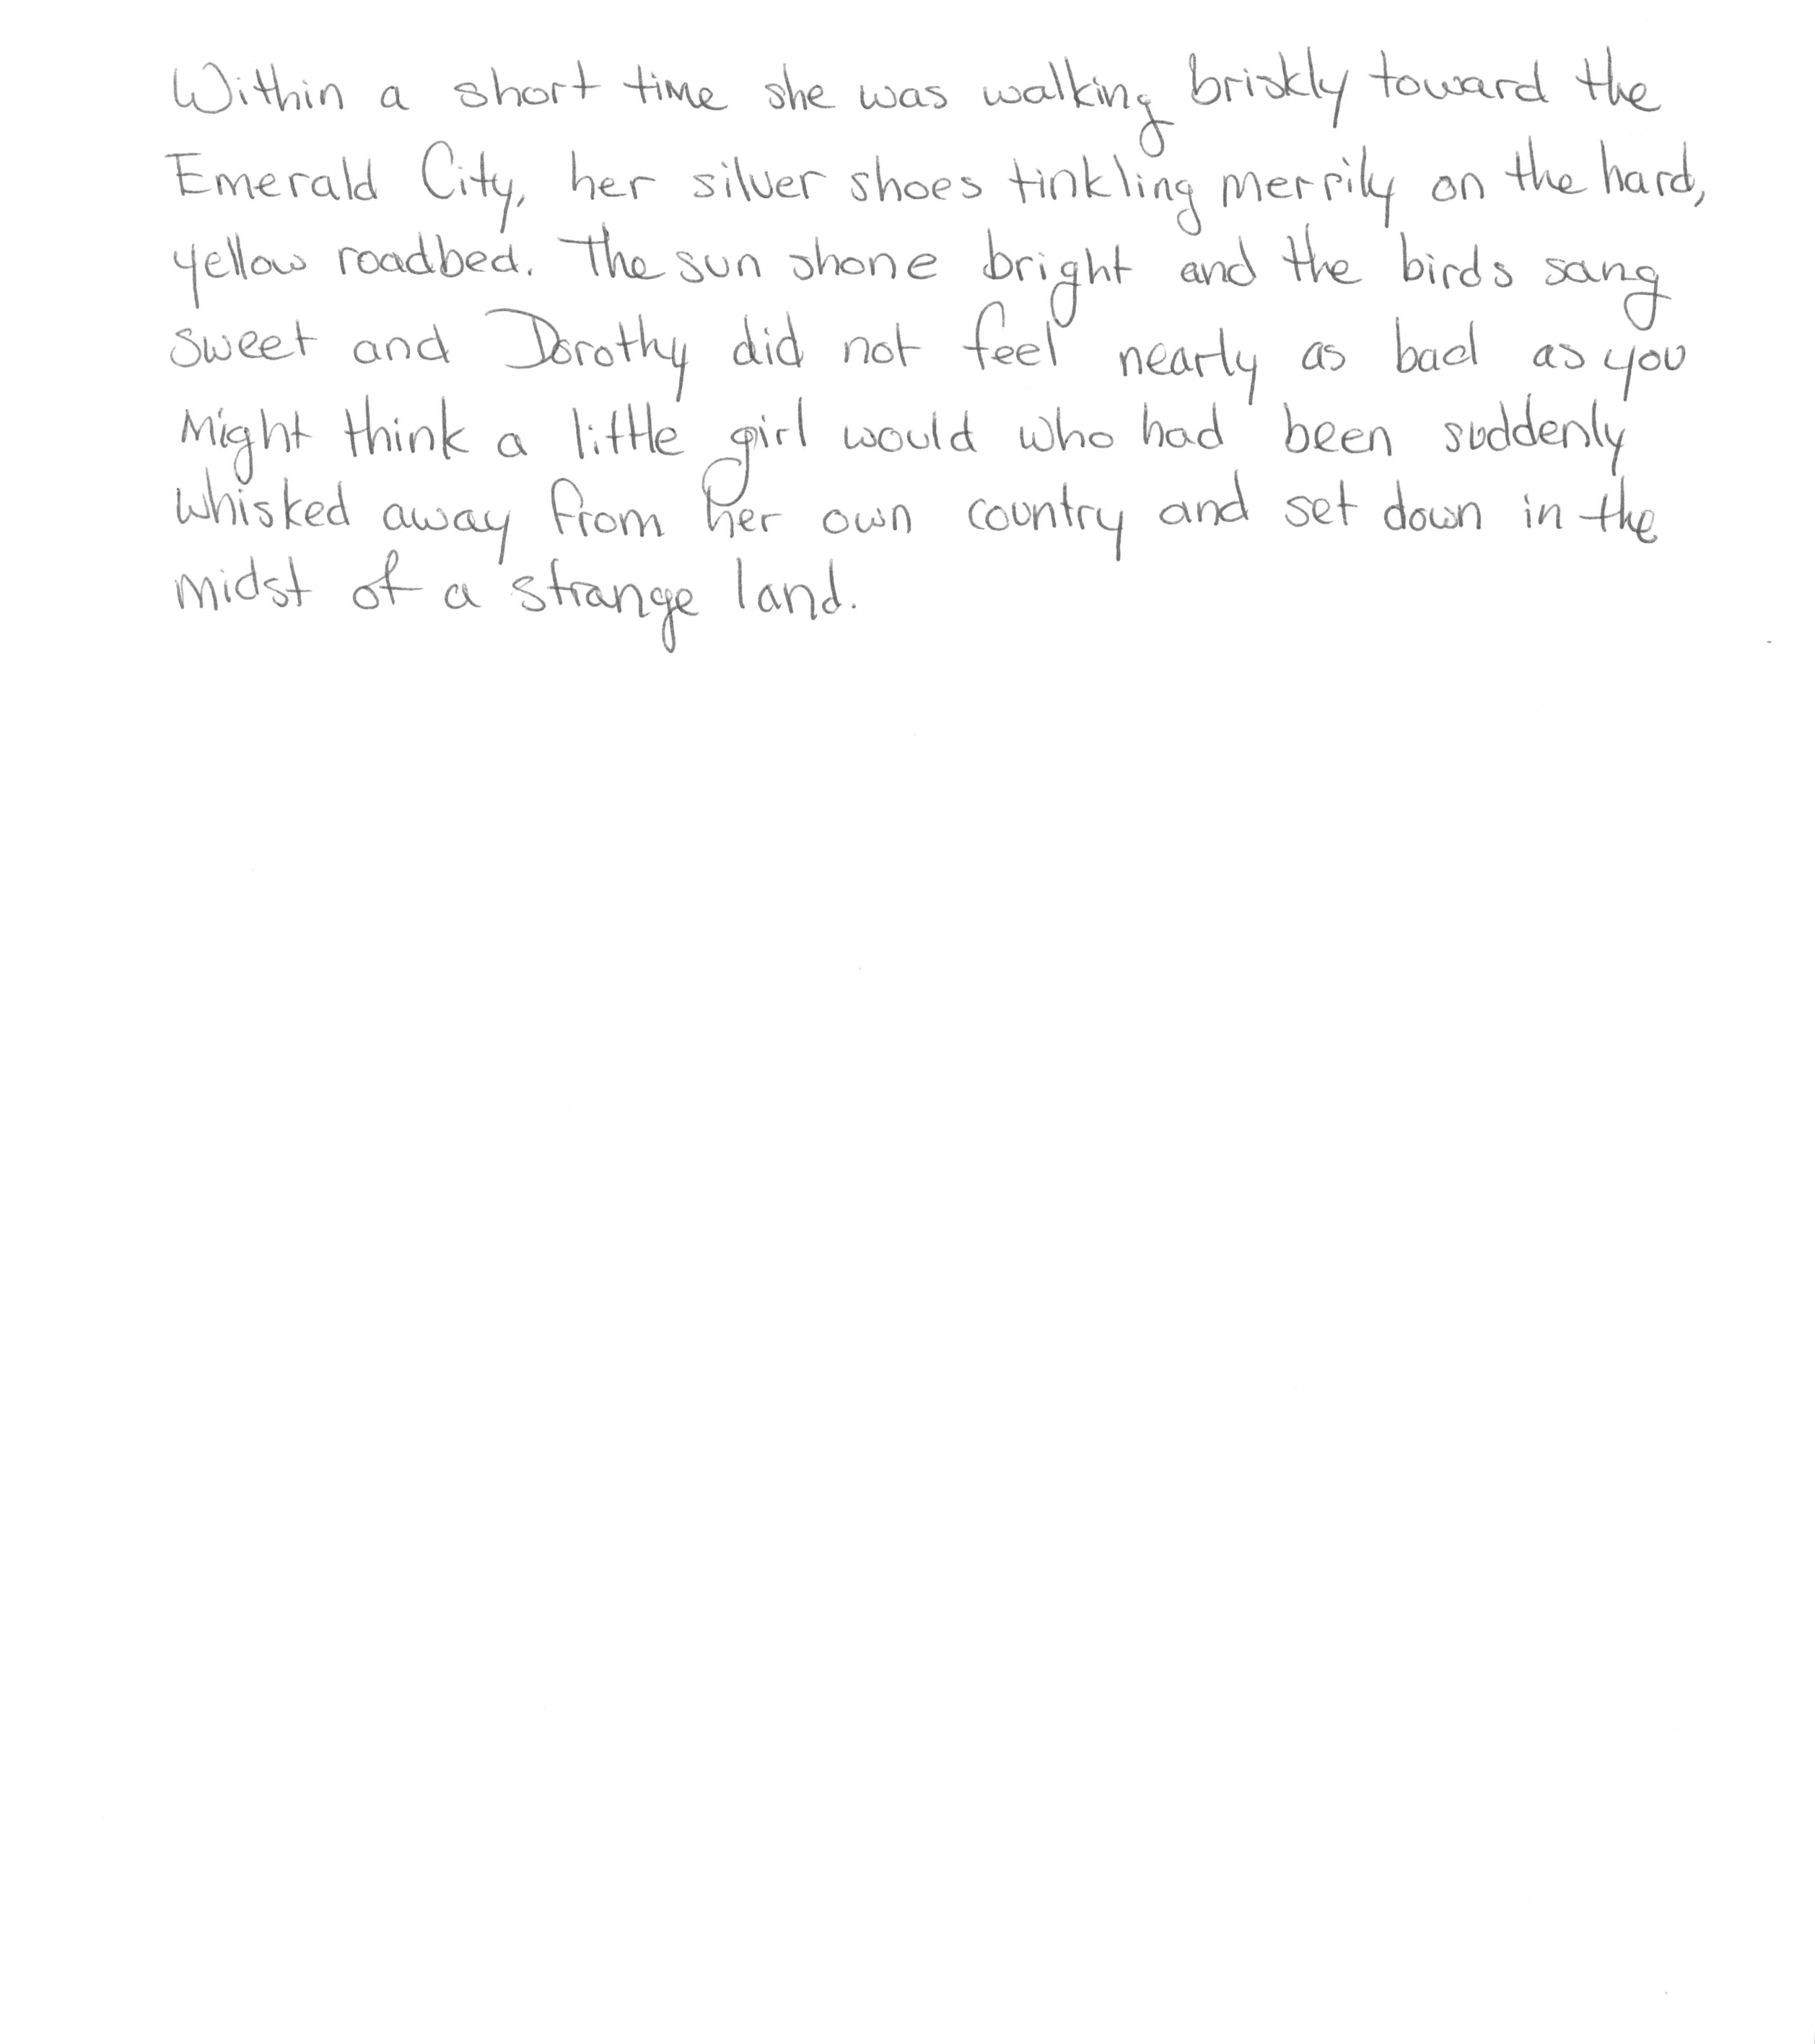 Within a short time she was walking briskly toward the
Emerald City, her silver shoes tinkling merrily on the hard,
yellow roadbed. The sun shone bright and the birds sang
sweet and Dorothy did not feel nearly as bad as you
might think a little girl would who had been suddenly
whisked away from her own country and set down in the
midst of a strange land.